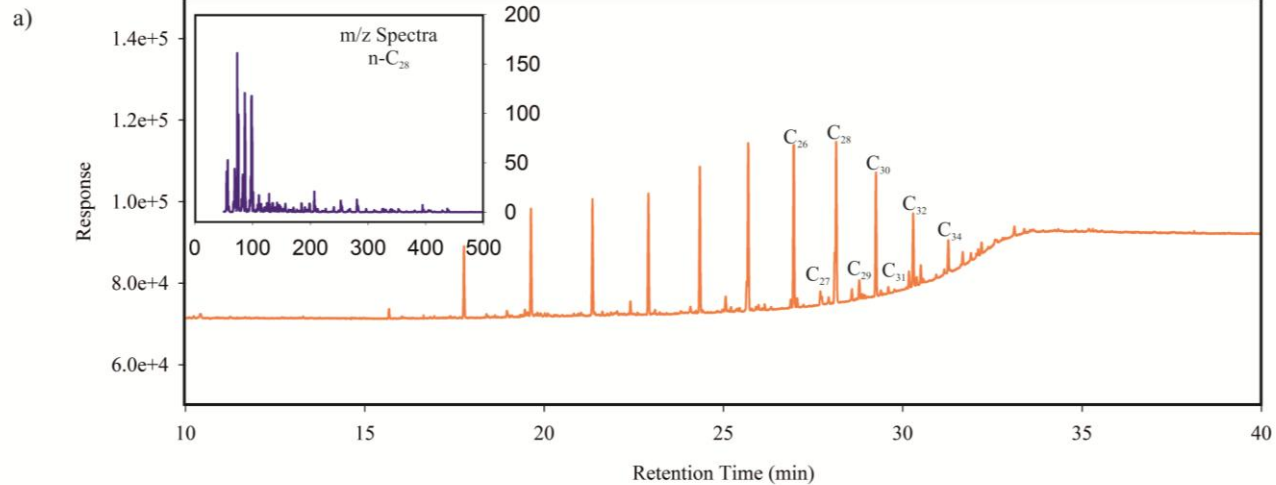 a)
m/z Spectra
n-C₂₈
200
150
100
50
0
0 100 200 300 400 500
1.4e+5
1.2e+5
1.0e+5
8.0e+4
6.0e+4
Response
C₂₆
C₂₇
C₂₈
C₂₉
C₃₀
C₃₁
C₃₂
C₃₄
10 15 20 25 30 35 40
Retention Time (min)